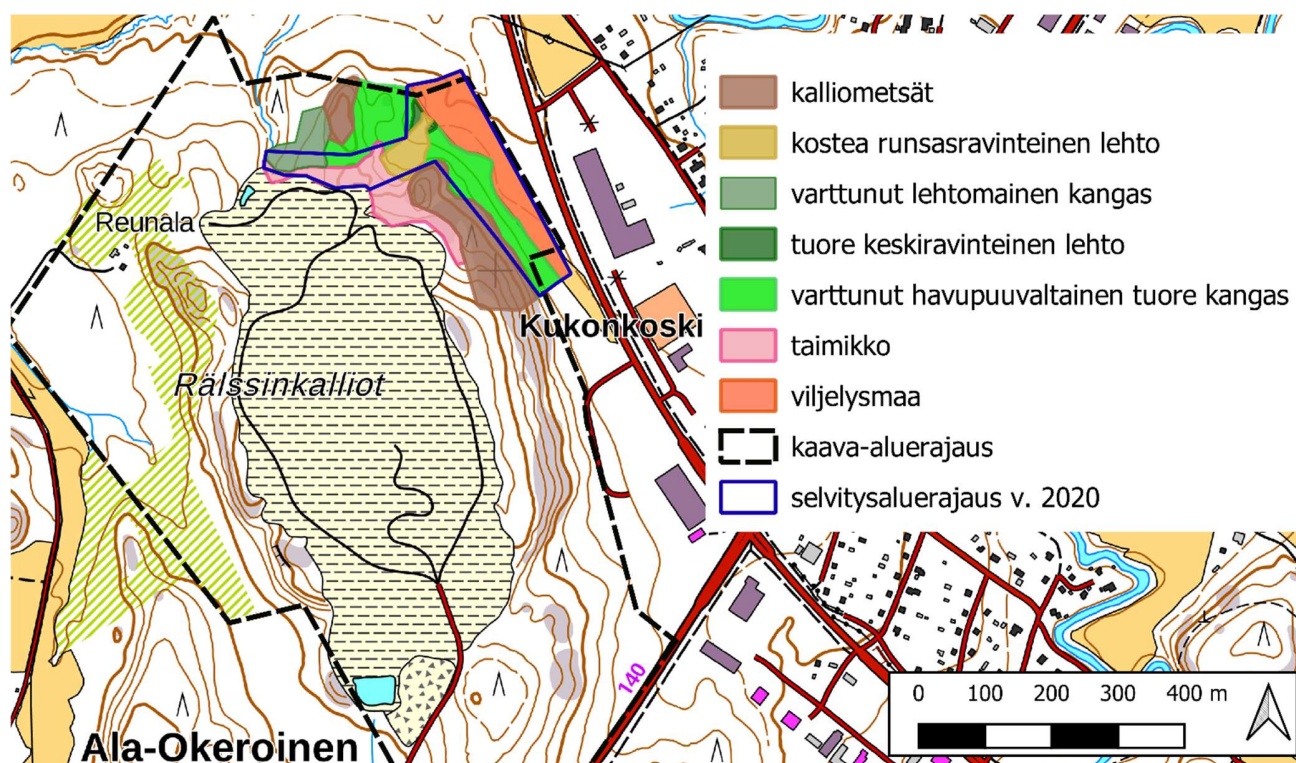 kalliometsät
kostea runsasravinteinen lehto
varttunut lehtomainen kangas
tuore keskiravinteinen lehto
varttunut havupuuvaltainen tuore kangas
taimikko
viljelysmaa
kaava-aluerajaus
selvitysaluerajaus v. 2020
Reunala
Kukonkoski
Rälssinkalliot
140
0 100 200 300 400 m
Ala-Okeroinen